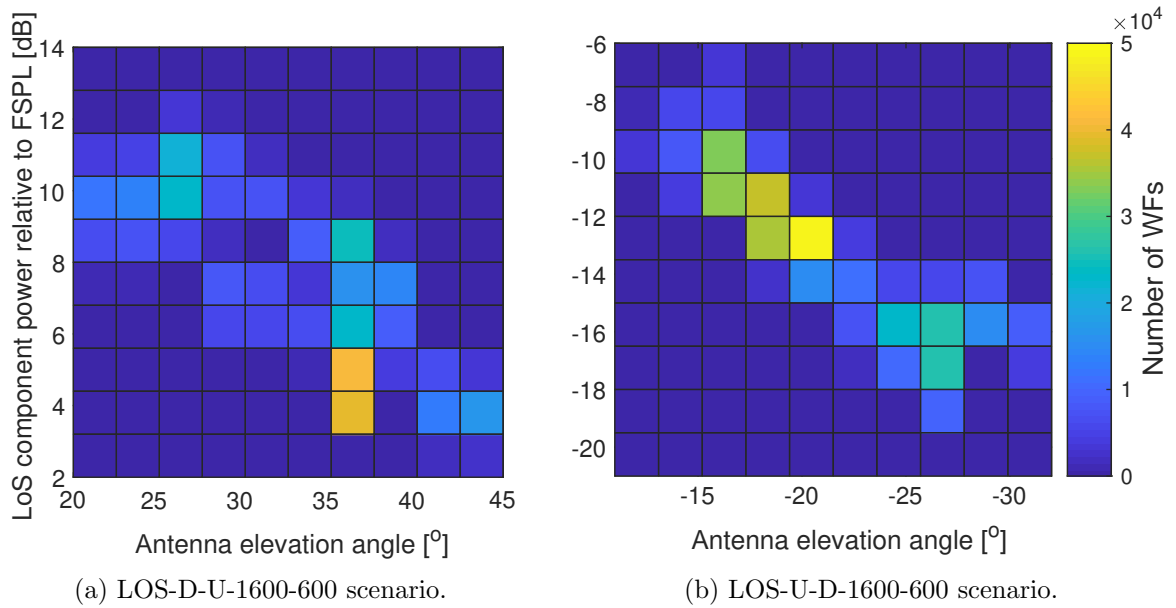 LoS component power relative to FSPL [dB]
14
12
10
8
6
4
2
20 25 30 35 40 45
Antenna elevation angle [°]
(a) LOS-D-U-1600-600 scenario.
-6
-8
-10
-12
-14
-16
-18
-20
-15 -20 -25 -30
Antenna elevation angle [°]
(b) LOS-U-D-1600-600 scenario.
×10⁴
5
4
3
2
1
0
Number of WFs